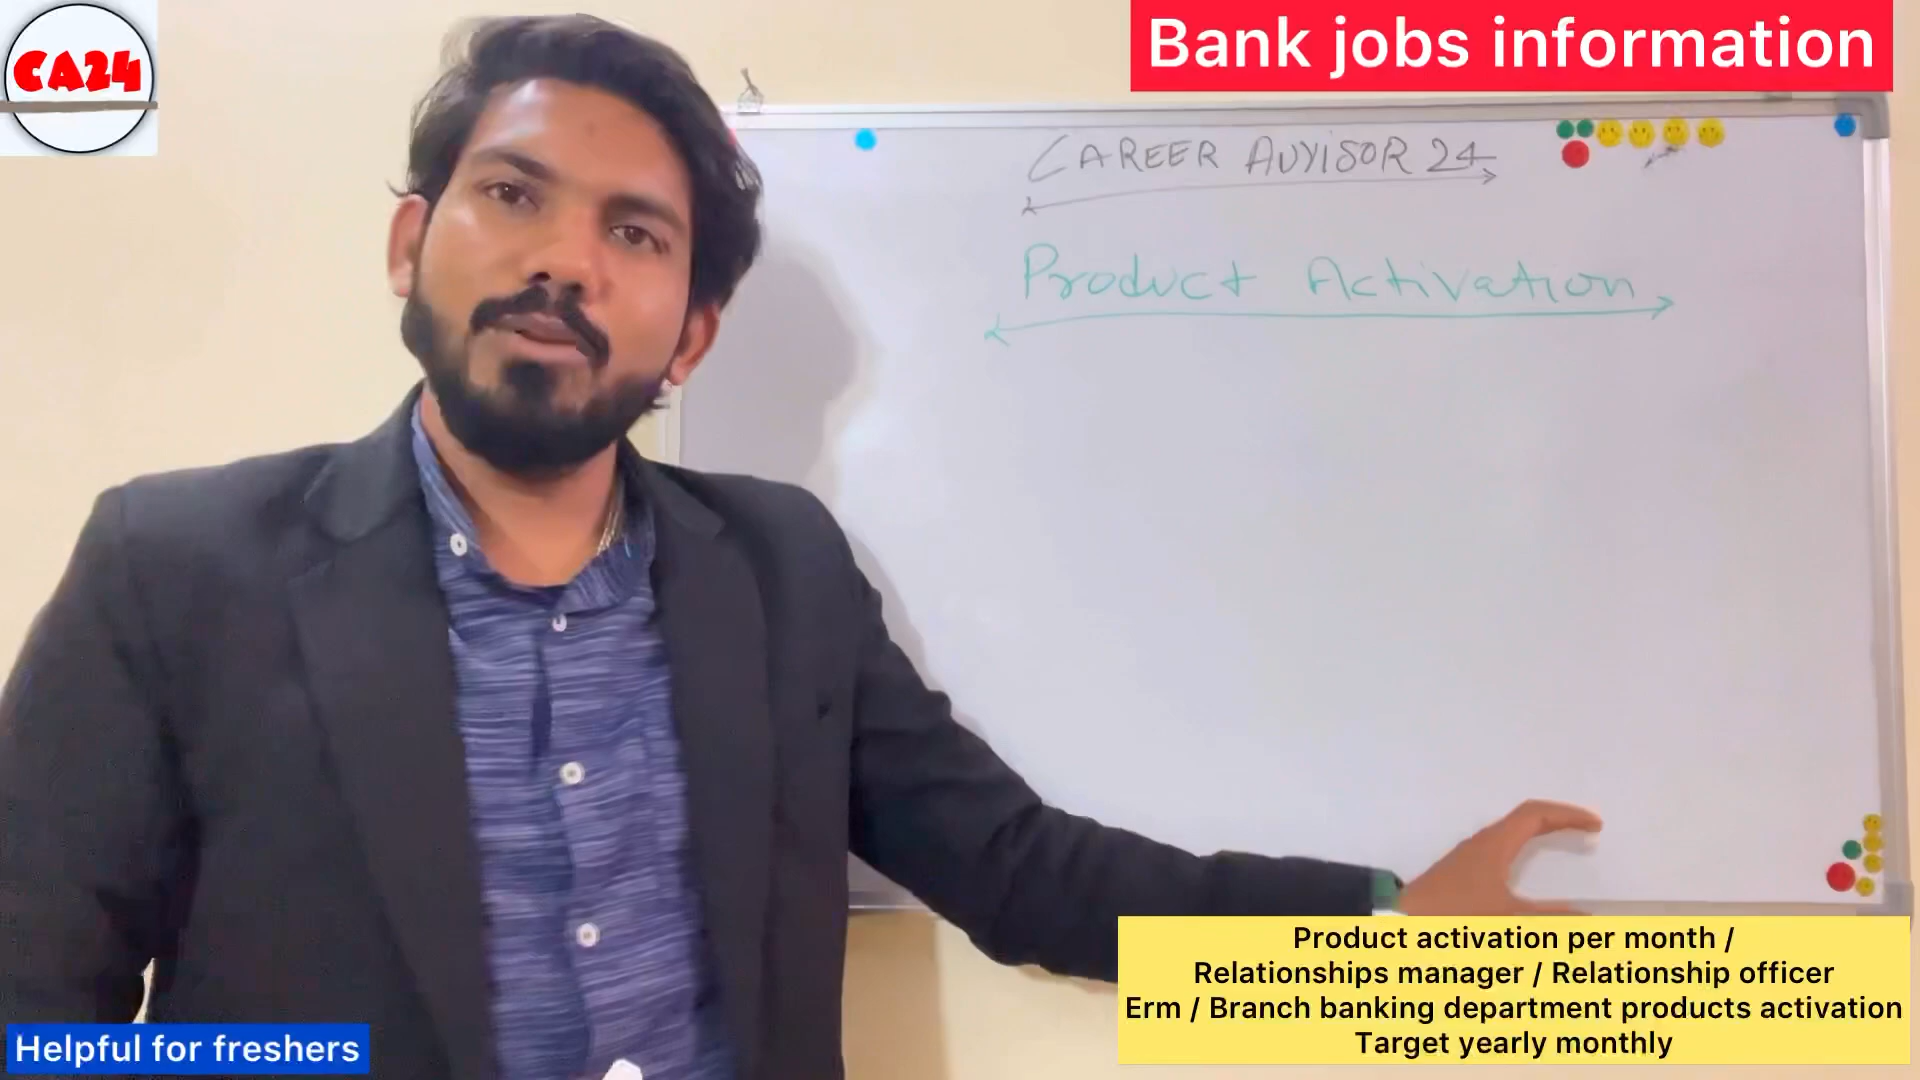 CA24
Bank jobs information
CAREER ADVISOR 24
Product Activation
Product activation per month /
Relationships manager / Relationship officer
Erm / Branch banking department products activation
Target yearly monthly
Helpful for freshers